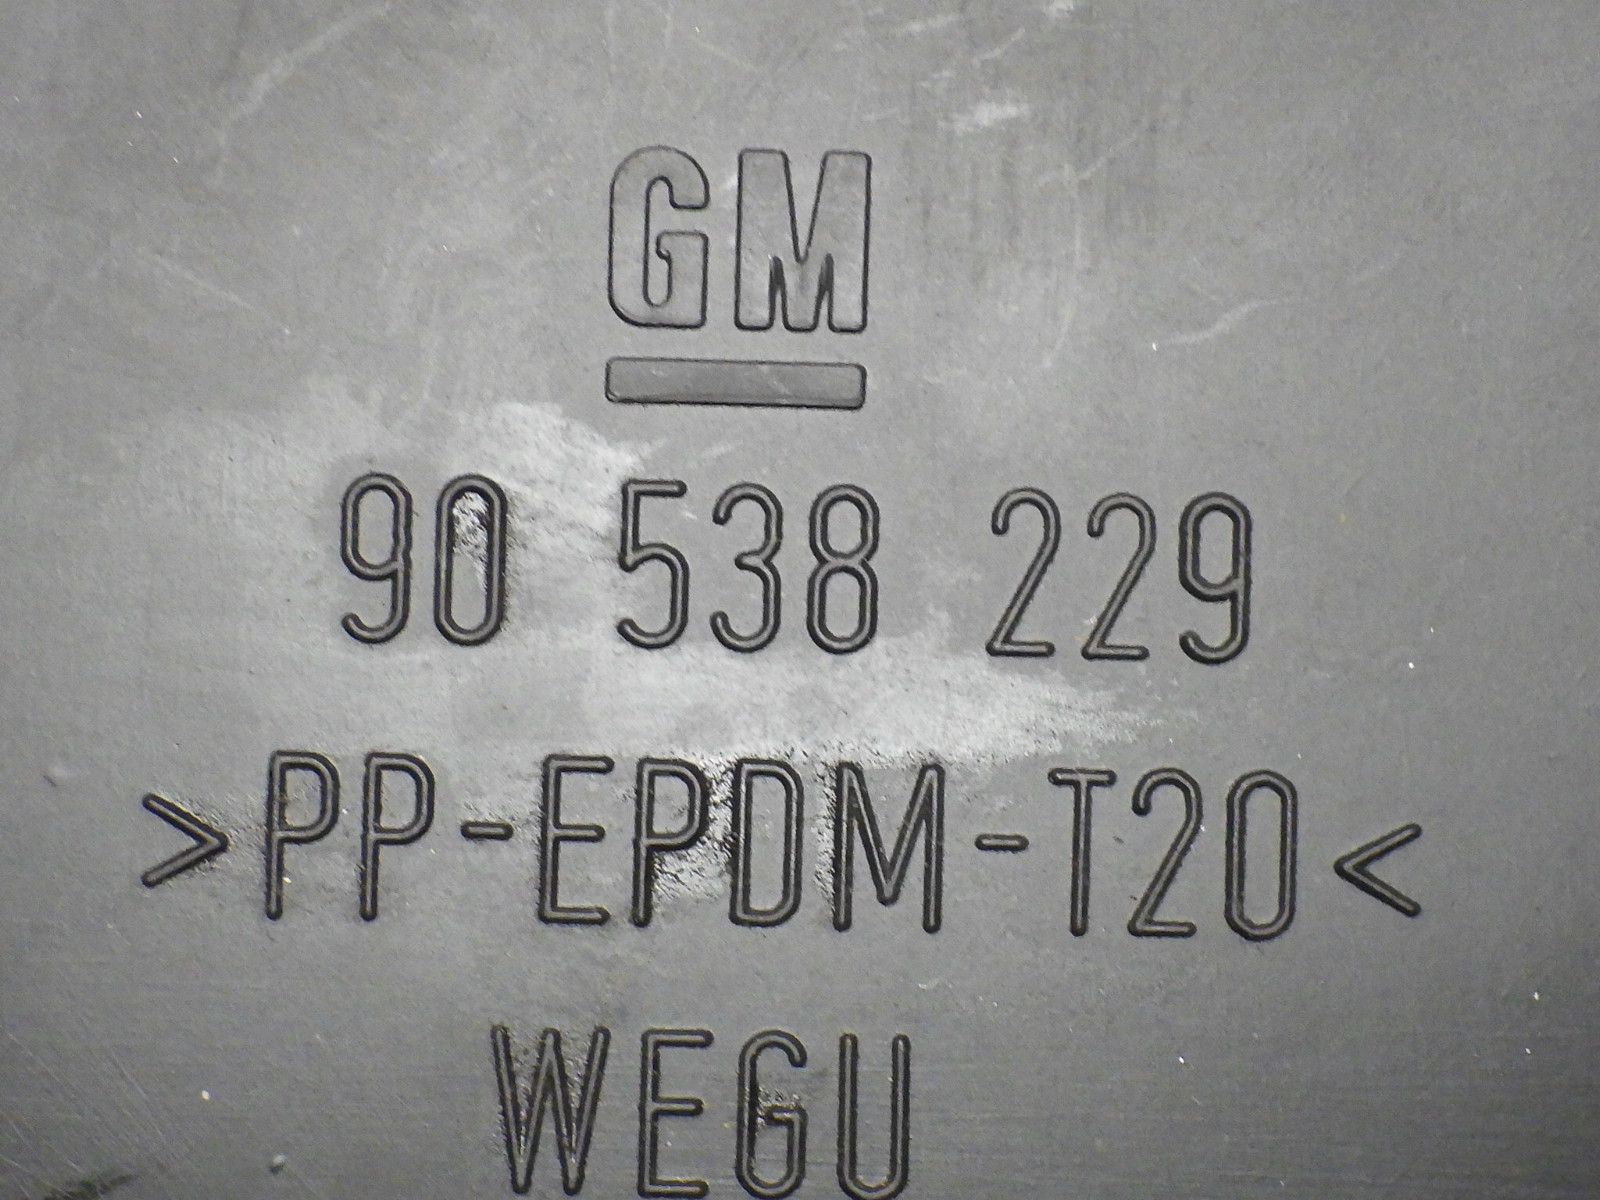 GM
90 538 229
>PP-EPDM-T20<
WEGU